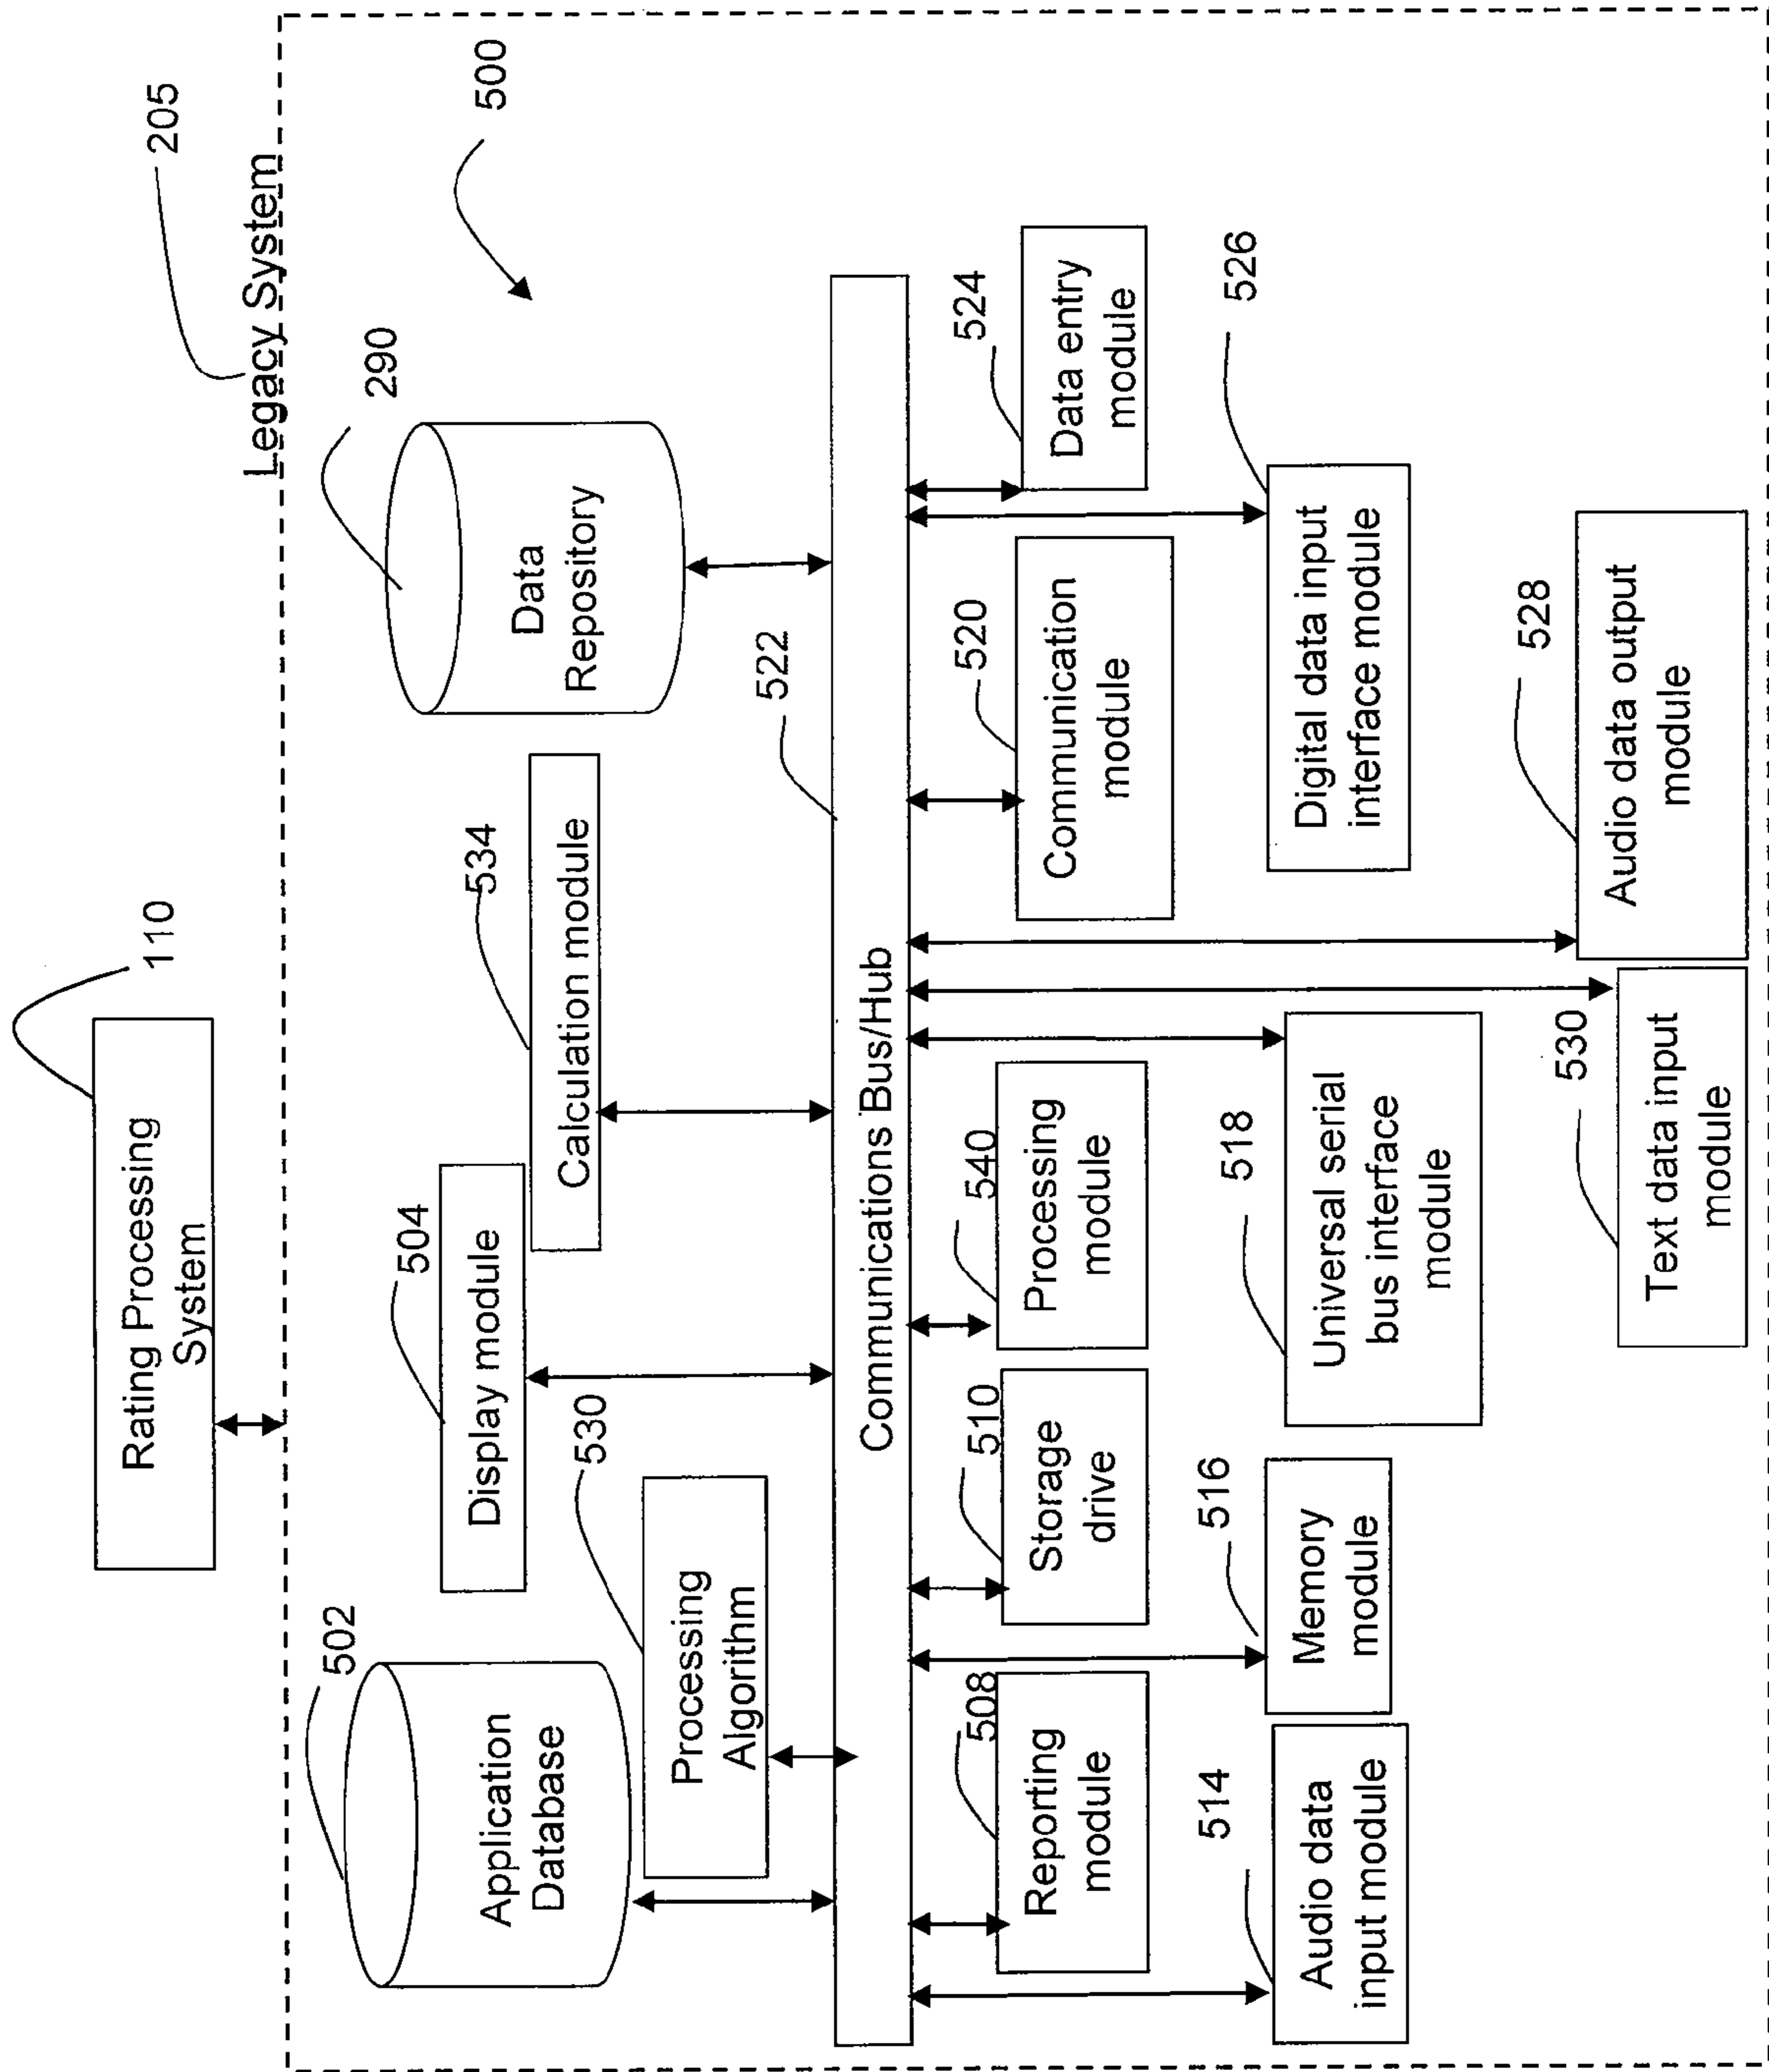 110
Rating Processing
System
205
Legacy System
500
502
Application
Database
504
Display module
290
Data
Repository
534
Calculation module
530
Processing
Algorithm
522
Communications Bus/Hub
508
Reporting
module
510
Storage
drive
540
Processing
module
520
Communication
module
524
Data entry
module
514
Audio data
input module
516
Memory
module
518
Universal serial
bus interface
module
526
Digital data input
interface module
530
Text data input
module
528
Audio data output
module